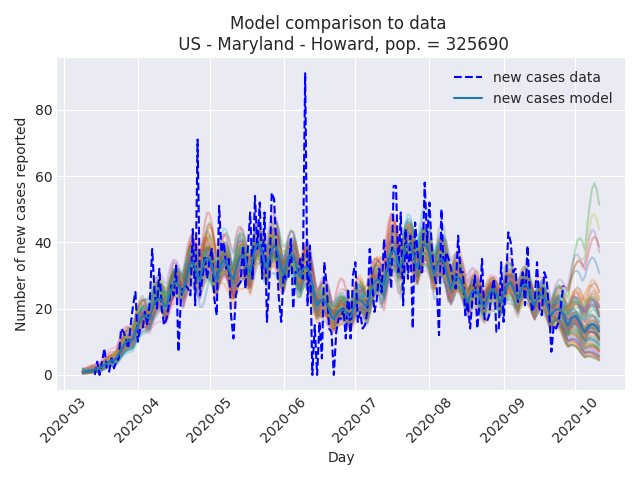 Model comparison to data
US - Maryland - Howard, pop. = 325690
new cases data
new cases model
Number of new cases reported
80
60
40
20
0
2020-03
2020-04
2020-05
2020-06
2020-07
2020-08
2020-09
2020-10
Day